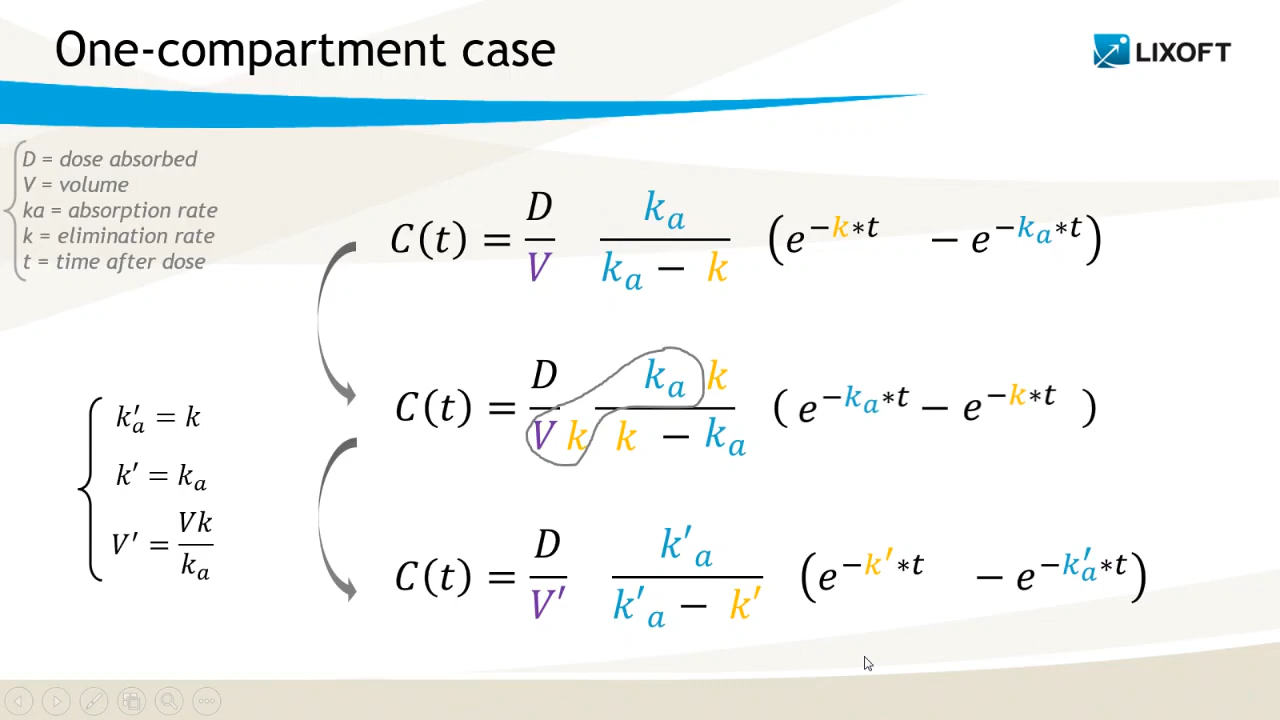 One-compartment case
LIXOFT
D = dose absorbed
V = volume
ka = absorption rate
k = elimination rate
t = time after dose
C(t) = D/V k_a/(k_a − k) (e^{−k*t} − e^{−k_a*t})
C(t) = D/(V k) k_a k/(k − k_a) (e^{−k_a*t} − e^{−k*t})
k′_a = k
k′ = k_a
V′ = Vk/k_a
C(t) = D/V′ k′_a/(k′_a − k′) (e^{−k′*t} − e^{−k′_a*t})